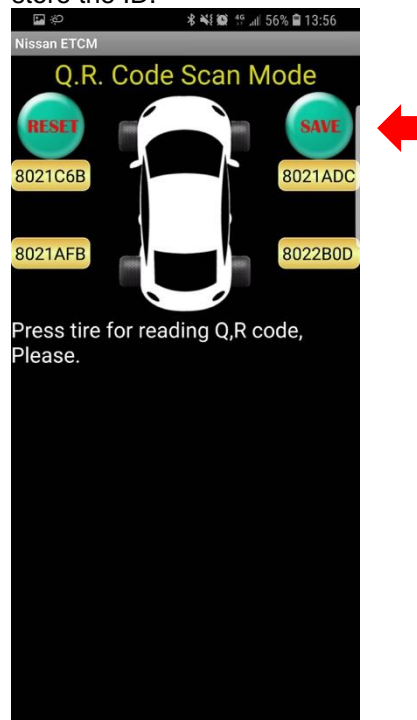 store the ID.
4G 56% 13:56
Nissan ETCM
Q.R. Code Scan Mode
RESET SAVE
8021C6B 8021ADC
8021AFB 8022B0D
Press tire for reading Q,R code,
Please.